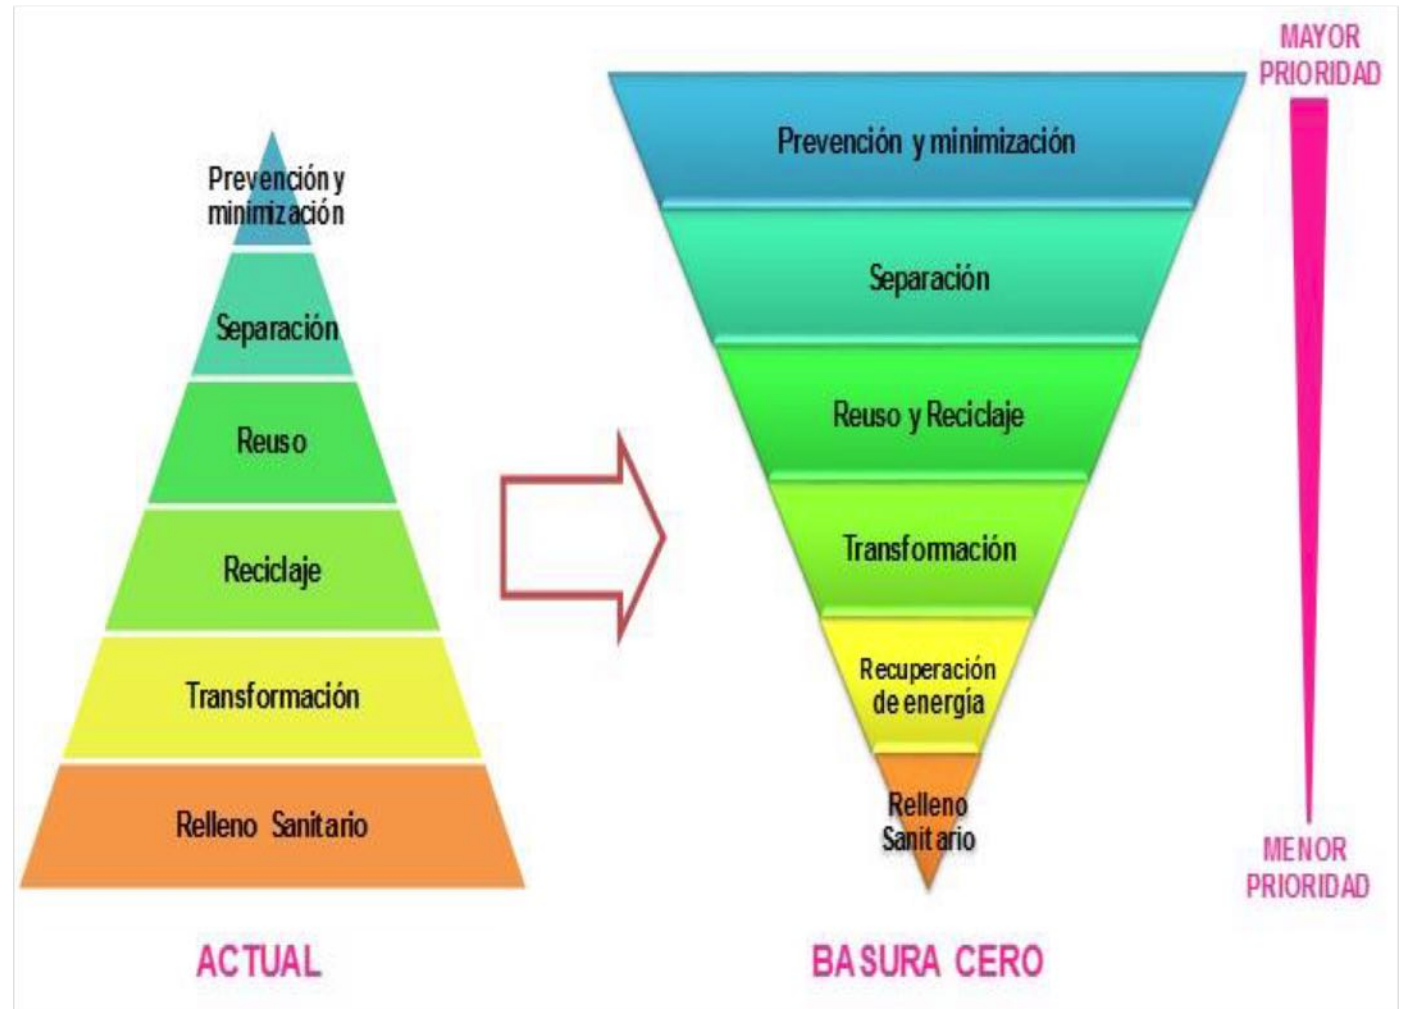 Prevención y
minimización
Separación
Reuso
Reciclaje
Transformación
Relleno Sanitario
ACTUAL
Prevención y minimización
Separación
Reuso y Reciclaje
Transformación
Recuperación
de energía
Relleno
Sanitario
BASURA CERO
MAYOR
PRIORIDAD
MENOR
PRIORIDAD